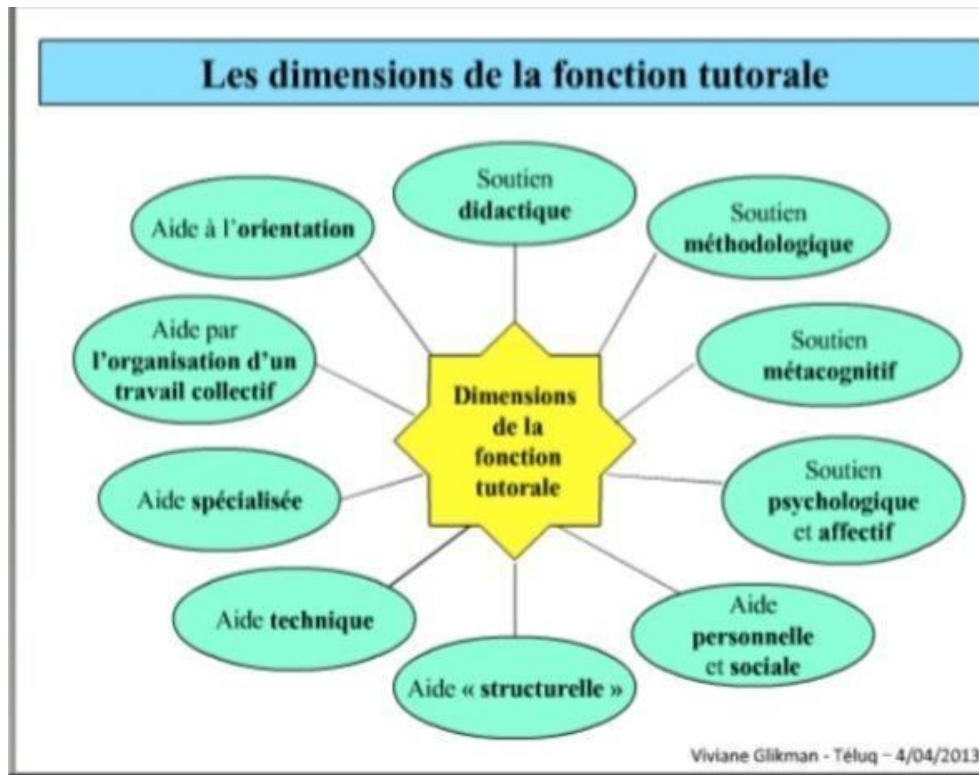 Les dimensions de la fonction tutorale
Soutien
didactique
Soutien
méthodologique
Soutien
métacognitif
Soutien
psychologique
et affectif
Aide
personnelle
et sociale
Aide « structurelle »
Aide technique
Aide spécialisée
Aide par
l'organisation d'un
travail collectif
Aide à l'orientation
Dimensions
de la
fonction
tutorale
Viviane Glikman - Téluq – 4/04/2013